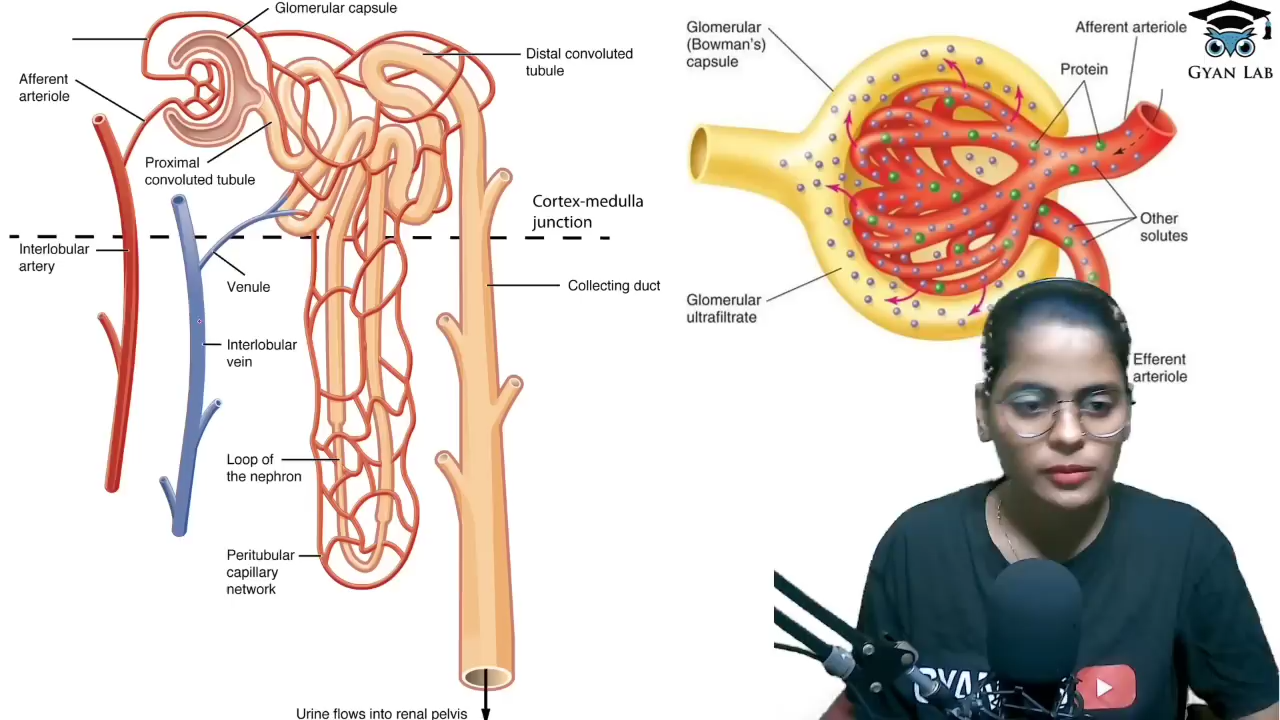 Glomerular capsule
Distal convoluted
tubule
Afferent
arteriole
Proximal
convoluted tubule
Cortex-medulla
junction
Interlobular
artery
Venule
Collecting duct
Interlobular
vein
Loop of
the nephron
Peritubular
capillary
network
Urine flows into renal pelvis
Glomerular
(Bowman's)
capsule
Afferent arteriole
Protein
Other
solutes
Glomerular
ultrafiltrate
Efferent
arteriole
GYAN LAB